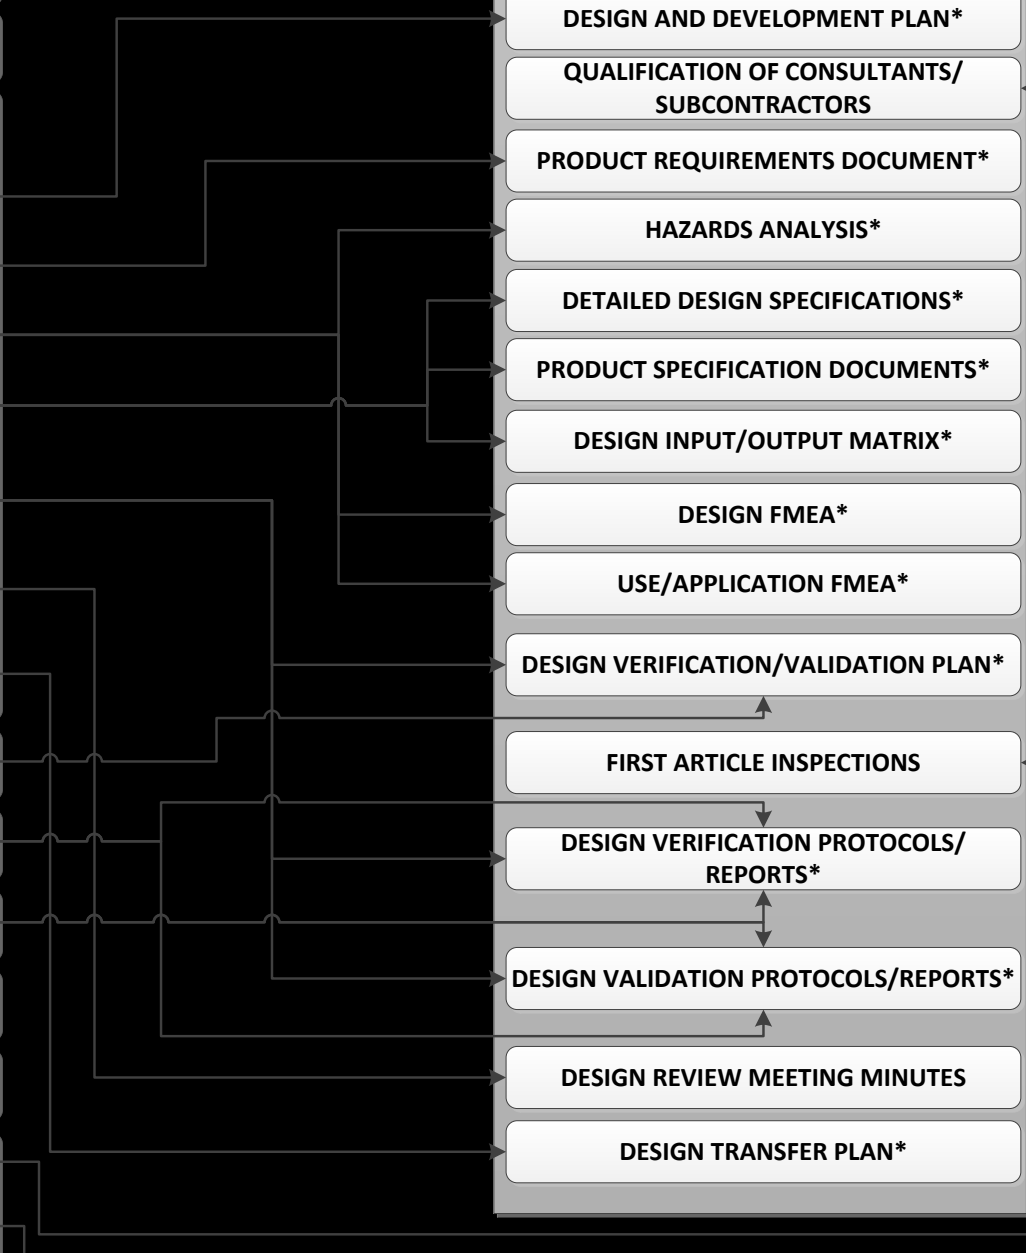 DESIGN AND DEVELOPMENT PLAN*
QUALIFICATION OF CONSULTANTS/
SUBCONTRACTORS
PRODUCT REQUIREMENTS DOCUMENT*
HAZARDS ANALYSIS*
DETAILED DESIGN SPECIFICATIONS*
PRODUCT SPECIFICATION DOCUMENTS*
DESIGN INPUT/OUTPUT MATRIX*
DESIGN FMEA*
USE/APPLICATION FMEA*
DESIGN VERIFICATION/VALIDATION PLAN*
FIRST ARTICLE INSPECTIONS
DESIGN VERIFICATION PROTOCOLS/
REPORTS*
DESIGN VALIDATION PROTOCOLS/REPORTS*
DESIGN REVIEW MEETING MINUTES
DESIGN TRANSFER PLAN*